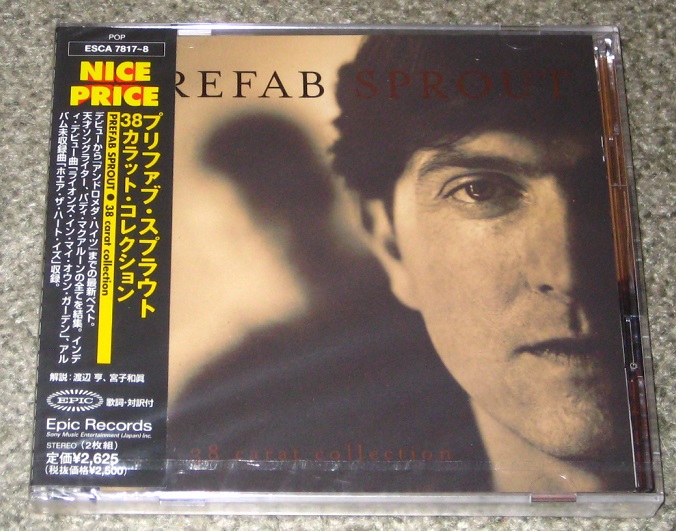 POP
ESCA 7817~8
NICE
PRICE
プリファブ・スプラウト
38カラット・コレクション
PREFAB SPROUT ● 38 carat collection
デビューから「アンドロメダ・ハイツ」までの最新ベスト。
天才ソングライター、パディ・マクアルーンの全てを結集。インデ
ィ・デビュー曲「ライオンズ・イン・マイ・オウン・ガーデン」、アル
バム未収録曲「ホエア・ザ・ハート・イズ」収録。
解説：渡辺 亨、宮子和眞
EPIC
歌詞・対訳付
Epic Records
Sony Music Entertainment (Japan) Inc.
STEREO (2枚組)
定価¥2,625
(税抜価格¥2,500)
REFAB SPROUT
38 carat collection